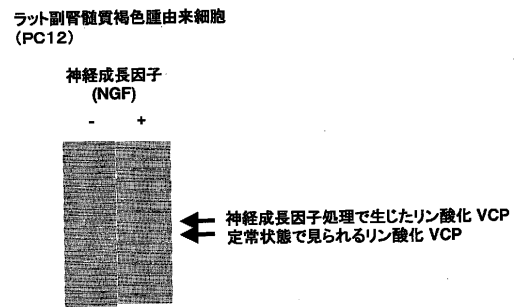 ラット副腎髄質褐色腫由来細胞
(PC12)
神経成長因子
(NGF)
- +
神経成長因子処理で生じたリン酸化 VCP
定常状態で見られるリン酸化 VCP